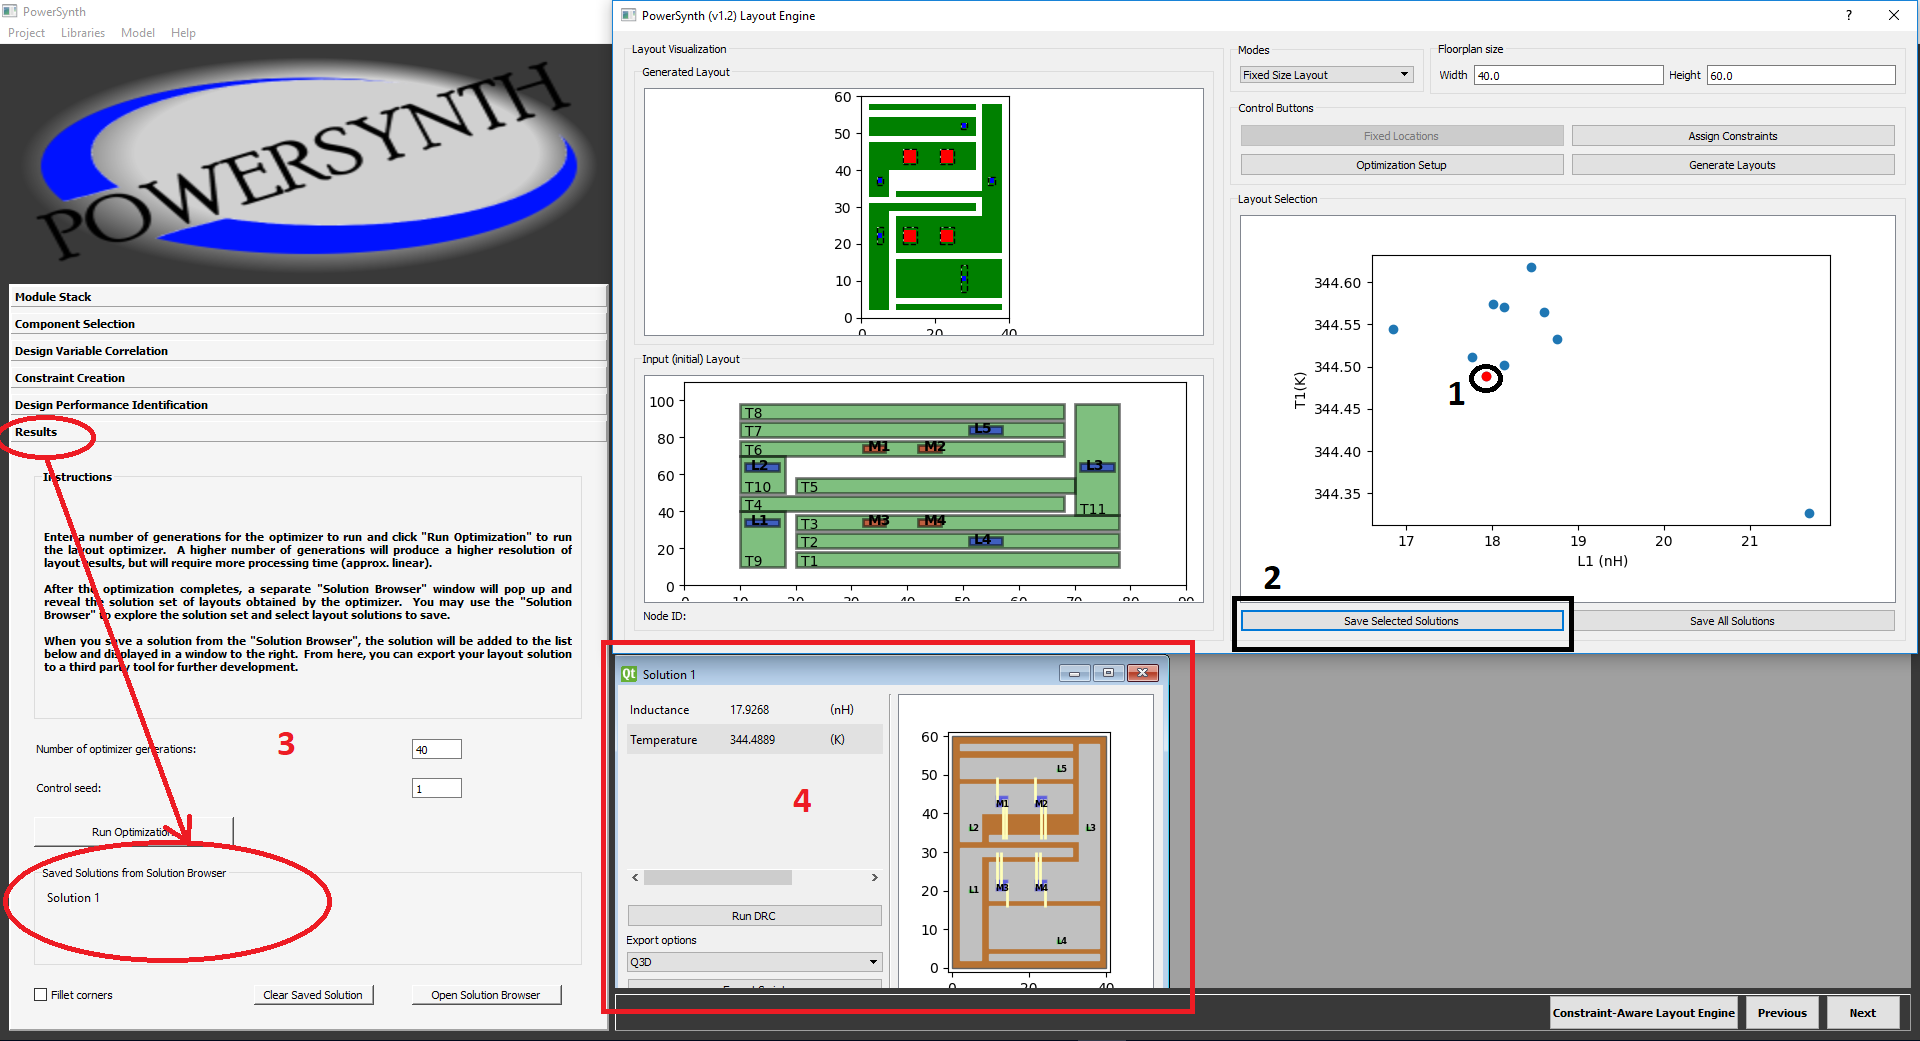 PowerSynth
Project Libraries Model Help
POWERSYNTH
Module Stack
Component Selection
Design Variable Correlation
Constraint Creation
Design Performance Identification
Results
Instructions
Enter a number of generations for the optimizer to run and click "Run Optimization" to run
the layout optimizer. A higher number of generations will produce a higher resolution of
layout results, but will require more processing time (approx. linear).
After the optimization completes, a separate "Solution Browser" window will pop up and
reveal the solution set of layouts obtained by the optimizer. You may use the "Solution
Browser" to explore the solution set and select layout solutions to save.
When you save a solution from the "Solution Browser", the solution will be added to the list
below and displayed in a window to the right. From here, you can export your layout solution
to a third party tool for further development.
3
Number of optimizer generations: 40
Control seed: 1
Run Optimization
Saved Solutions from Solution Browser
Solution 1
Fillet corners
Clear Saved Solution
Open Solution Browser
PowerSynth (v1.2) Layout Engine
?
Layout Visualization
Generated Layout
60
50
40
30
20
10
0
0 20 40
Input (initial) Layout
100
80
60
40
20
0
T8
T7 L5
T6 M1 M2
L2 L3
T10 T5
T4 T11
L1 T3 M3 M4
T2 L4
T9 T1
0 10 20 30 40 50 60 70 80 90
Node ID:
Modes
Fixed Size Layout
Floorplan size
Width 40.0 Height 60.0
Control Buttons
Fixed Locations
Assign Constraints
Optimization Setup
Generate Layouts
Layout Selection
344.60
344.55
344.50
344.45
344.40
344.35
T1(K)
1
17 18 19 20 21
L1 (nH)
2
Save Selected Solutions
Save All Solutions
Qt Solution 1
Inductance 17.9268 (nH)
Temperature 344.4889 (K)
4
Run DRC
Export options
Q3D
60
50
40
30
20
10
0
L5
M1 M2
L2 L3
L1 M3 M4
L4
0 20 40
Constraint-Aware Layout Engine
Previous
Next